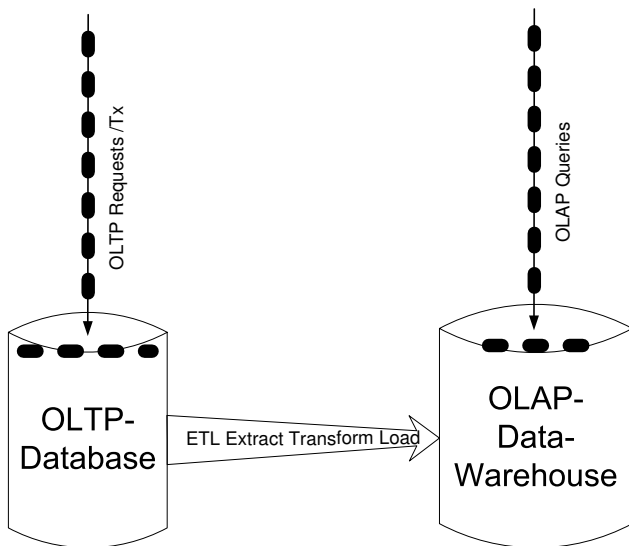 OLTP Requests /Tx
OLAP Queries
OLTP-
Database
ETL Extract Transform Load
OLAP-
Data-
Warehouse